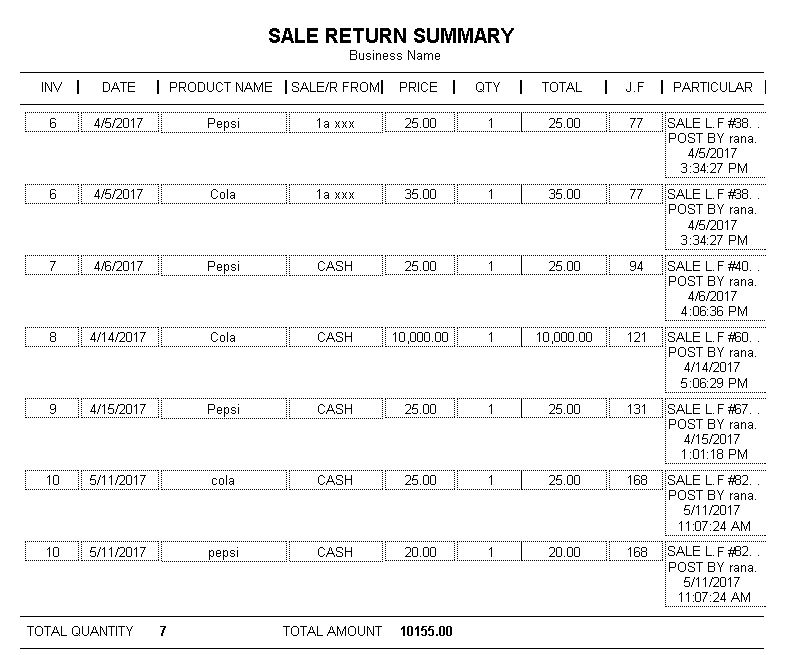 SALE RETURN SUMMARY
Business Name
INV DATE PRODUCT NAME SALE/R FROM PRICE QTY TOTAL J.F PARTICULAR
6 4/5/2017 Pepsi 1a xxx 25.00 1 25.00 77 SALE L.F #38. .
POST BY rana.
4/5/2017
3:34:27 PM
6 4/5/2017 Cola 1a xxx 35.00 1 35.00 77 SALE L.F #38. .
POST BY rana.
4/5/2017
3:34:27 PM
7 4/6/2017 Pepsi CASH 25.00 1 25.00 94 SALE L.F #40. .
POST BY rana.
4/6/2017
4:06:36 PM
8 4/14/2017 Cola CASH 10,000.00 1 10,000.00 121 SALE L.F #60. .
POST BY rana.
4/14/2017
5:06:29 PM
9 4/15/2017 Pepsi CASH 25.00 1 25.00 131 SALE L.F #67. .
POST BY rana.
4/15/2017
1:01:18 PM
10 5/11/2017 cola CASH 25.00 1 25.00 168 SALE L.F #82. .
POST BY rana.
5/11/2017
11:07:24 AM
10 5/11/2017 pepsi CASH 20.00 1 20.00 168 SALE L.F #82. .
POST BY rana.
5/11/2017
11:07:24 AM
TOTAL QUANTITY 7 TOTAL AMOUNT 10155.00